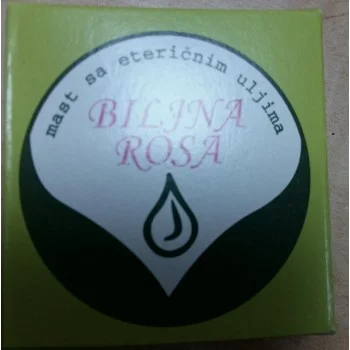 mast sa eteričnim uljima
BILJNA
ROSA